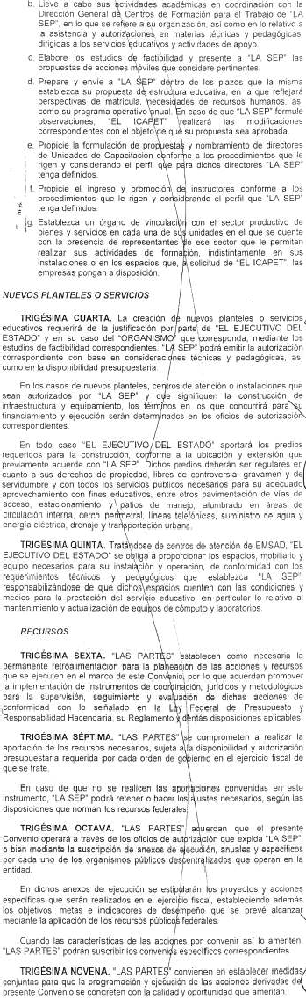 b. Lleve a cabo sus actividades académicas en coordinación con la
Dirección General de Centros de Formación para el Trabajo de "LA
SEP", en lo que se refiere a su organización, así como en lo relativo a
la asistencia y autorizaciones en materias técnicas y pedagógicas,
dirigidas a los servicios educativos y actividades de apoyo.
c. Elabore los estudios de factibilidad y presente a "LA SEP" las
propuestas de acciones móviles que considere pertinentes.
d. Prepare y envíe a "LA SEP" dentro de los plazos que la misma
establezca su propuesta de estructura educativa, en la que reflejará
perspectivas de matrícula, necesidades de recursos humanos, así
como su programa operativo anual. En caso de que "LA SEP" formule
observaciones, "EL ICAPET" realizará las modificaciones
correspondientes con el objeto de que su propuesta sea aprobada.
e. Propicie la formulación de propuestas y nombramiento de directores
de Unidades de Capacitación conforme a los procedimientos que le
rigen y considerando el perfil que para dichos directores "LA SEP"
tenga definidos.
f. Propicie el ingreso y promoción de instructores conforme a los
procedimientos que le rigen y considerando el perfil que "LA SEP"
tenga definidos.
g. Establezca un órgano de vinculación con el sector productivo de
bienes y servicios en cada una de sus unidades en el que se cuente
con la presencia de representantes de ese sector que le permitan
realizar sus actividades de formación, indistintamente en sus
instalaciones o en los espacios que, a solicitud de "EL ICAPET", las
empresas pongan a disposición.
NUEVOS PLANTELES O SERVICIOS
TRIGÉSIMA CUARTA. La creación de nuevos planteles o servicios
educativos requerirá de la justificación por parte de "EL EJECUTIVO DEL
ESTADO" y en su caso del "ORGANISMO" que corresponda, mediante los
estudios de factibilidad correspondientes. "LA SEP" podrá emitir la autorización
correspondiente con base en consideraciones técnicas y pedagógicas, así
como en la disponibilidad presupuestaria.
En los casos de nuevos planteles, centros de atención o instalaciones que
sean autorizados por "LA SEP" y que signifiquen la construcción de
infraestructura y equipamiento, los términos en los que concurrirá para su
financiamiento y ejecución serán determinados en los oficios de autorización
correspondientes.
En todo caso "EL EJECUTIVO DEL ESTADO" aportará los predios
requeridos para la construcción, conforme a la ubicación y extensión que
previamente acuerde con "LA SEP". Dichos predios deberán ser regulares en
cuanto a sus derechos de propiedad, libres de controversia, gravamen y de
servidumbre y con todos los servicios públicos necesarios para su adecuado
aprovechamiento con fines educativos, entre otros pavimentación de vías de
acceso, estacionamiento y patios de manejo, alumbrado en áreas de
circulación interna, cerco perimetral, líneas telefónicas, suministro de agua y
energía eléctrica, drenaje y transportación urbana.
TRIGÉSIMA QUINTA. Tratándose de centros de atención de EMSAD, "EL
EJECUTIVO DEL ESTADO" se obliga a proporcionar los espacios, mobiliario y
equipo necesarios para su instalación y operación, de conformidad con los
requerimientos técnicos y pedagógicos que establezca "LA SEP",
responsabilizándose de que dichos espacios cuenten con las condiciones y
medios para la prestación del servicio educativo, en particular lo relativo al
mantenimiento y actualización de equipos de cómputo y laboratorios.
RECURSOS
TRIGÉSIMA SEXTA. "LAS PARTES" establecen como necesaria la
permanente retroalimentación para la planeación de las acciones y recursos
que se ejecuten en el marco de este Convenio, por lo que acuerdan promover
la implementación de instrumentos de coordinación, jurídicos y metodológicos
para la supervisión, seguimiento y evaluación de dichas acciones de
conformidad con lo señalado en la Ley Federal de Presupuesto y
Responsabilidad Hacendaria, su Reglamento y demás disposiciones aplicables.
TRIGÉSIMA SÉPTIMA. "LAS PARTES" se comprometen a realizar la
aportación de los recursos necesarios, sujeta a la disponibilidad y autorización
presupuestaria requerida por cada orden de gobierno en el ejercicio fiscal de
que se trate.
En caso de que no se realicen las aportaciones convenidas en este
instrumento, "LA SEP" podrá retener o hacer los ajustes necesarios, según las
disposiciones que norman los recursos federales.
TRIGÉSIMA OCTAVA. "LAS PARTES" acuerdan que el presente
Convenio operará a través de los oficios de autorización que expida "LA SEP",
o bien mediante la suscripción de anexos de ejecución, anuales y específicos
por cada uno de los organismos públicos descentralizados que operan en la
entidad.
En dichos anexos de ejecución se estipularán los proyectos y acciones
específicas que serán realizados en el ejercicio fiscal, estableciendo además
los objetivos, metas e indicadores de desempeño que se prevé alcanzar
mediante la aplicación de los recursos públicos federales.
Cuando las características de las acciones por convenir así lo ameriten,
"LAS PARTES" podrán suscribir los convenios específicos correspondientes.
TRIGÉSIMA NOVENA. "LAS PARTES" convienen en establecer medidas
conjuntas para que la programación y ejecución de las acciones derivadas del
presente Convenio se concreten con la calidad y oportunidad que ameritan.